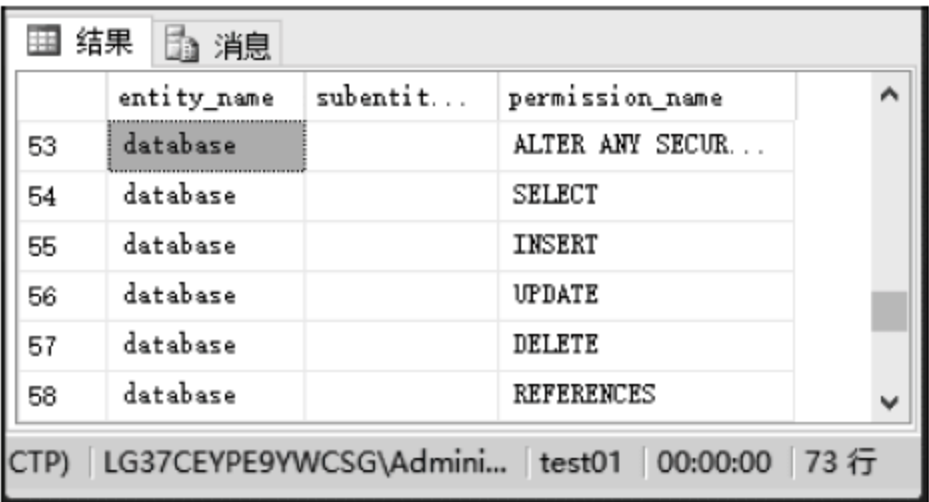 结果 消息
entity_name subentit... permission_name
53 database ALTER ANY SECUR...
54 database SELECT
55 database INSERT
56 database UPDATE
57 database DELETE
58 database REFERENCES
CTP) LG37CEYPE9YWCSG\Admini... test01 00:00:00 73 行